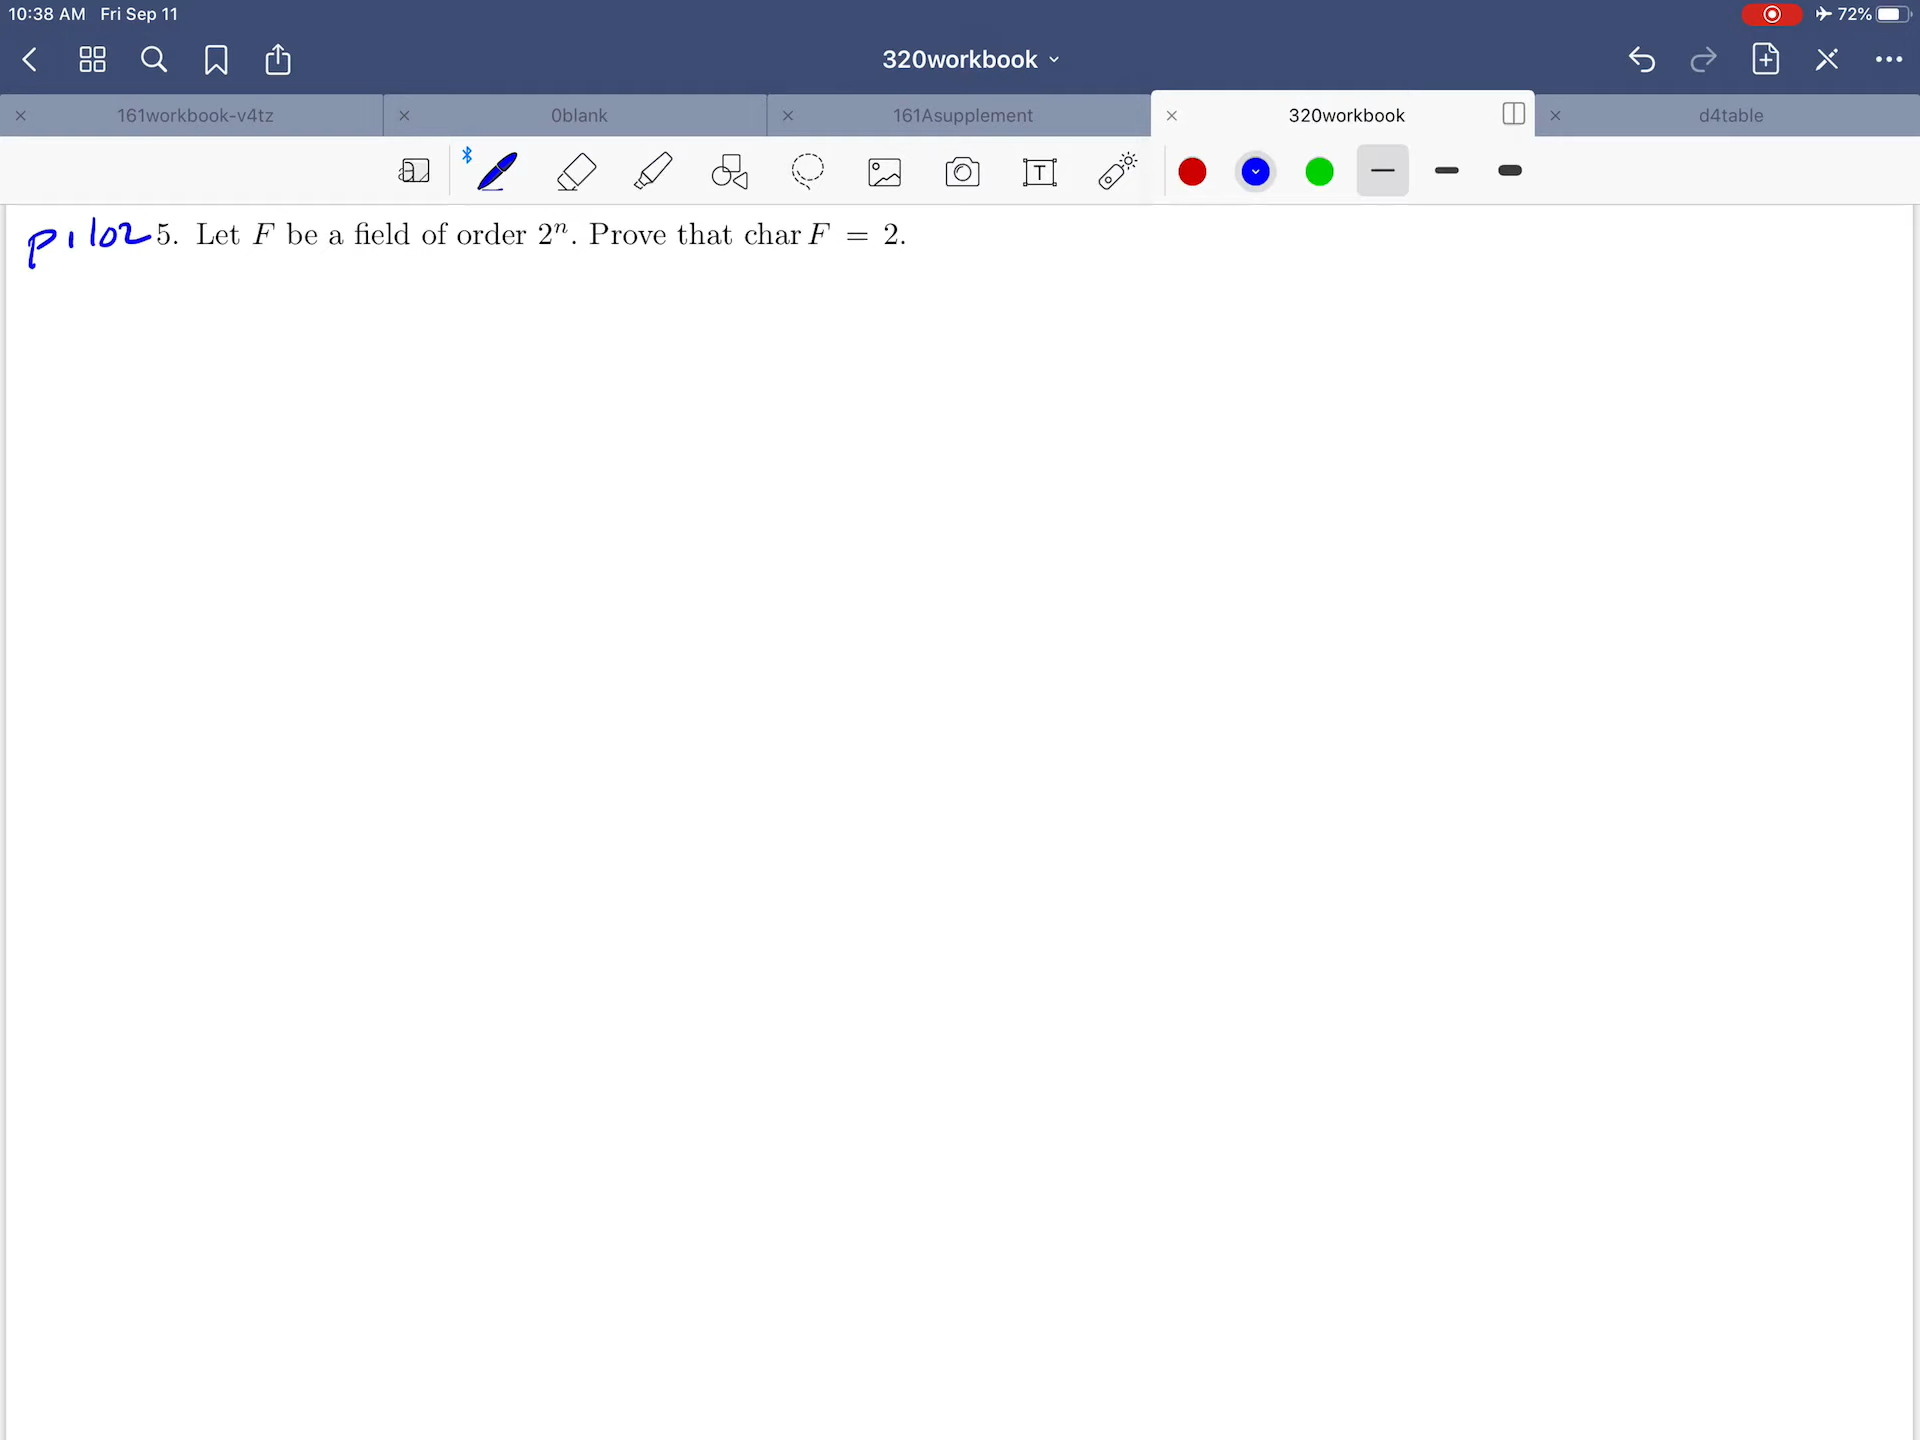 10:38 AM Fri Sep 11
72%
320workbook
161workbook-v4tz
0blank
161Asupplement
320workbook
d4table
p 102 5. Let F be a field of order 2ⁿ. Prove that char F = 2.